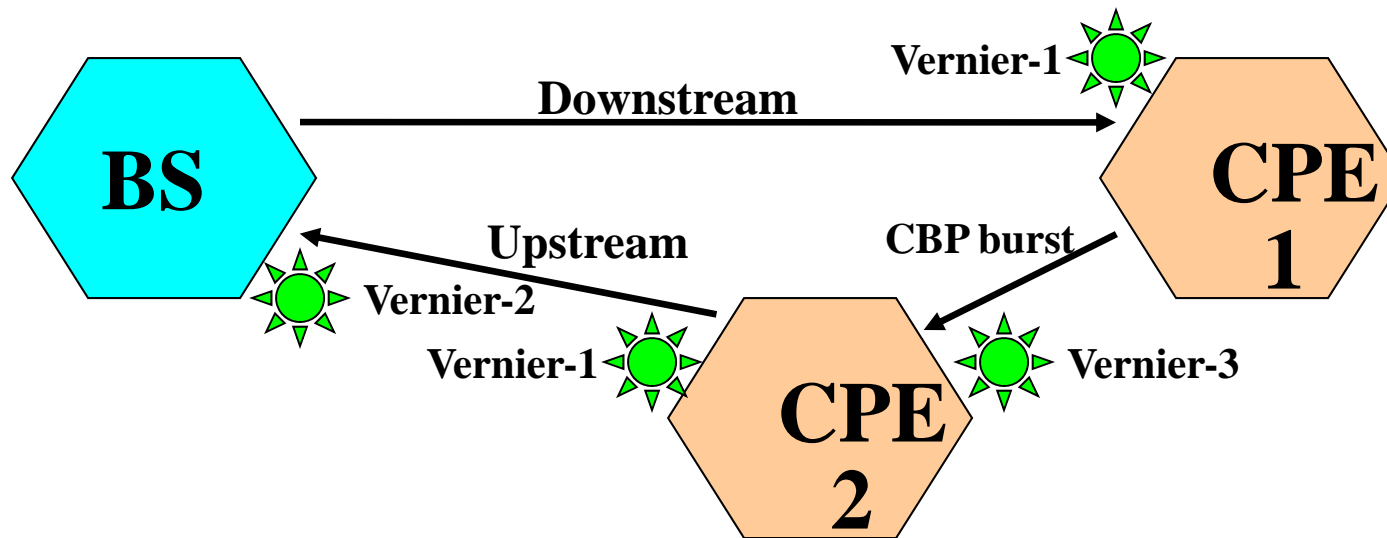 Vernier-1
Downstream
BS
CPE
1
CBP burst
Upstream
Vernier-2
Vernier-1
Vernier-3
CPE
2